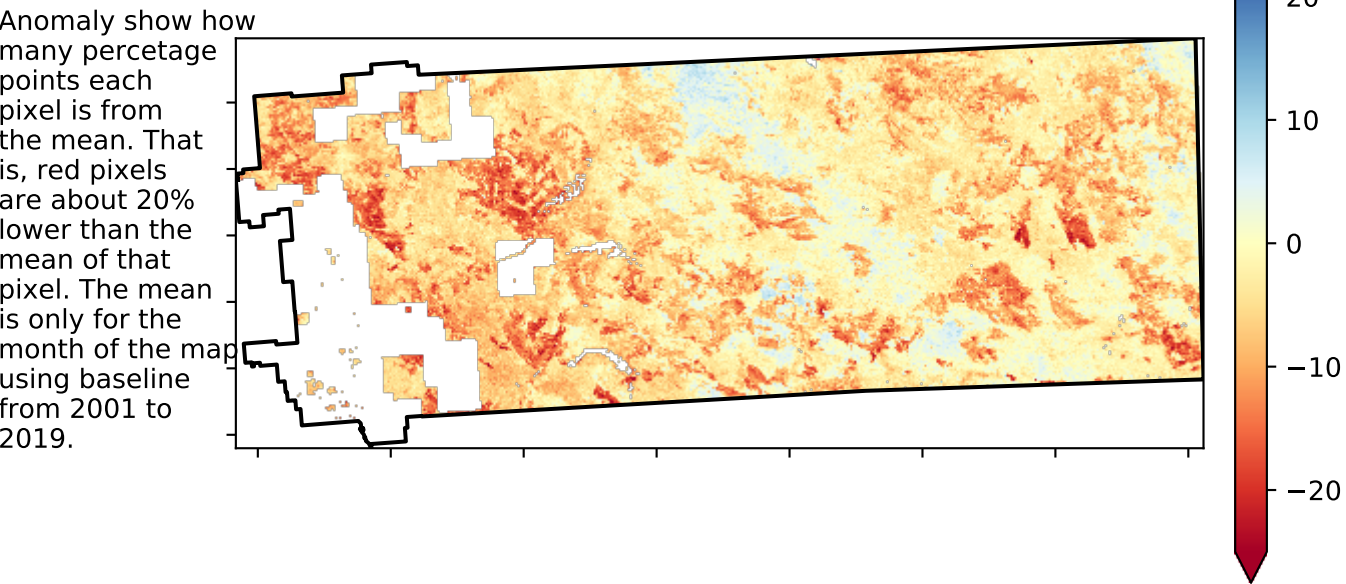 Anomaly show how
many percetage
points each
pixel is from
the mean. That
is, red pixels
are about 20%
lower than the
mean of that
pixel. The mean
is only for the
month of the map
using baseline
from 2001 to
2019.
20
10
0
−10
−20